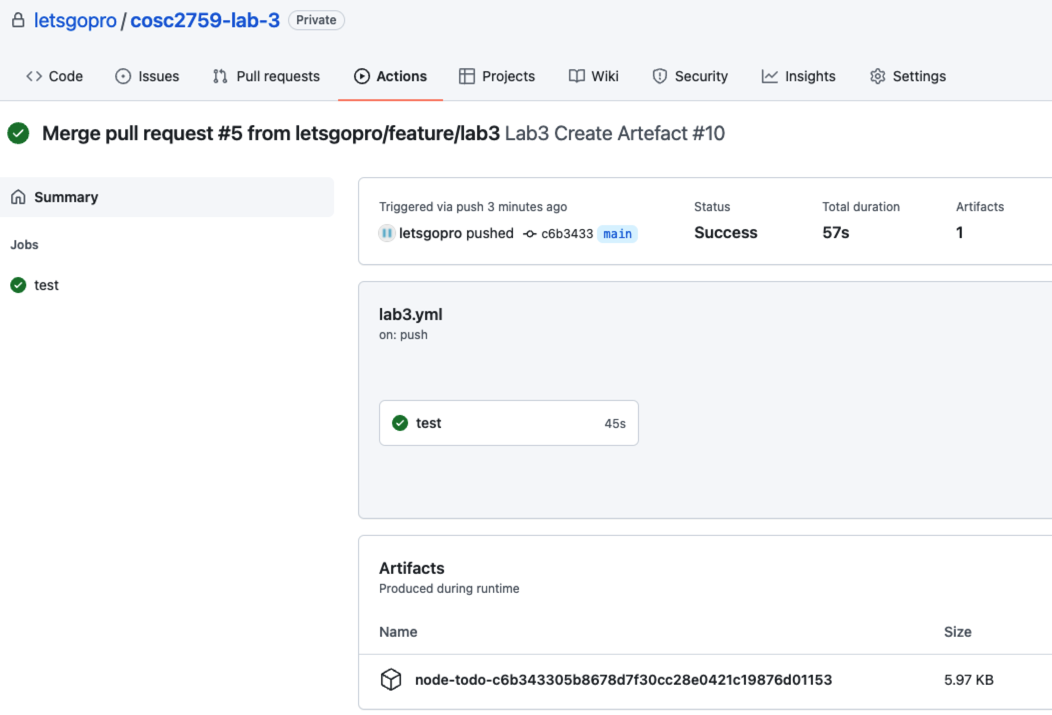 letsgopro / cosc2759-lab-3 Private
Code Issues Pull requests Actions Projects Wiki Security Insights Settings
Merge pull request #5 from letsgopro/feature/lab3 Lab3 Create Artefact #10
Summary
Jobs
test
Triggered via push 3 minutes ago
letsgopro pushed c6b3433 main
Status
Success
Total duration
57s
Artifacts
1
lab3.yml
on: push
test 45s
Artifacts
Produced during runtime
Name Size
node-todo-c6b343305b8678d7f30cc28e0421c19876d01153 5.97 KB